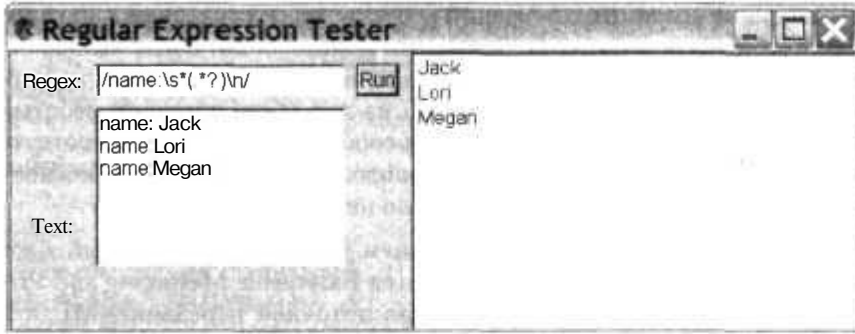 Regular Expression Tester
Regex: /name:\s*( *?)\n/ Run
Text:
name: Jack
name Lori
name Megan
Jack
Lori
Megan